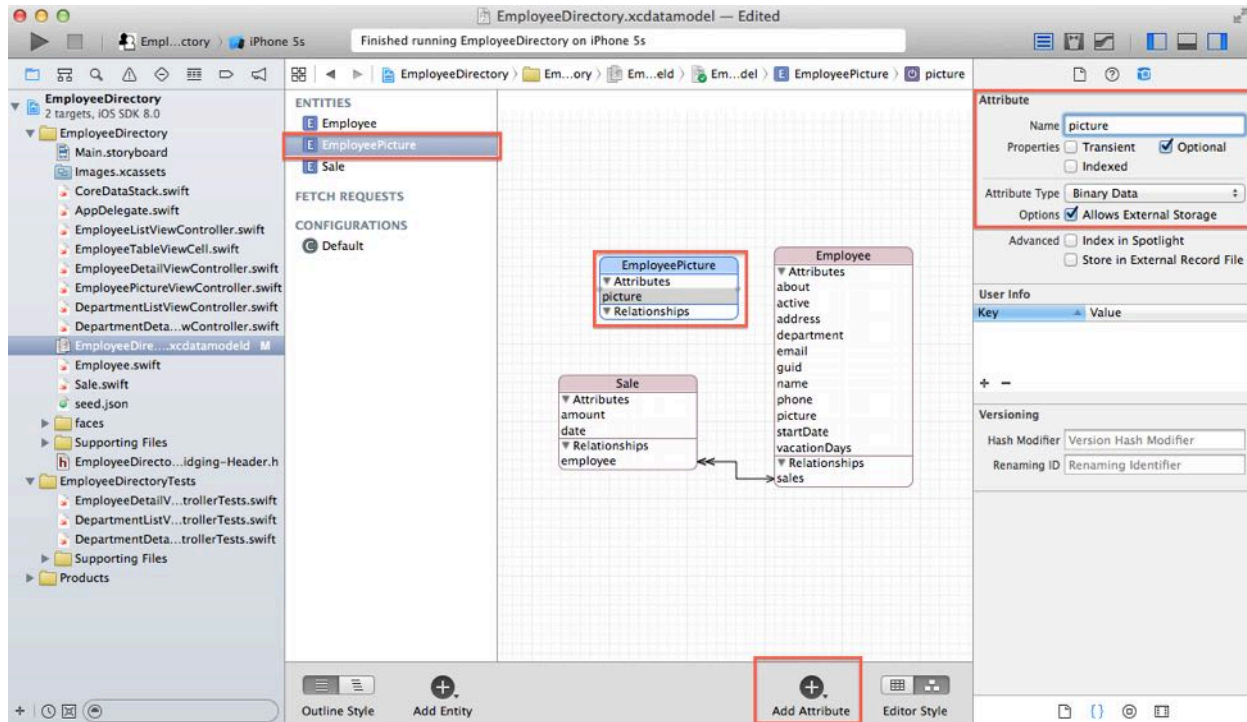 EmployeeDirectory.xcdatamodel — Edited
Empl...ctory
iPhone 5s
Finished running EmployeeDirectory on iPhone 5s
EmployeeDirectory
Em...ory
Em...eld
Em...del
E
EmployeePicture
picture
EmployeeDirectory
2 targets, iOS SDK 8.0
EmployeeDirectory
Main.storyboard
Images.xcassets
CoreDataStack.swift
AppDelegate.swift
EmployeeListViewController.swift
EmployeeTableViewCell.swift
EmployeeDetailViewController.swift
EmployeePictureViewController.swift
DepartmentListViewController.swift
DepartmentDeta...wController.swift
EmployeeDire....xcdatamodeld M
Employee.swift
Sale.swift
seed.json
faces
Supporting Files
h EmployeeDirecto...idging-Header.h
EmployeeDirectoryTests
EmployeeDetailV...trollerTests.swift
DepartmentListV...trollerTests.swift
DepartmentDeta...trollerTests.swift
Supporting Files
Products
ENTITIES
E Employee
E EmployeePicture
E Sale
FETCH REQUESTS
CONFIGURATIONS
C Default
EmployeePicture
Attributes
picture
Relationships
Sale
Attributes
amount
date
Relationships
employee
Employee
Attributes
about
active
address
department
email
guid
name
phone
picture
startDate
vacationDays
Relationships
sales
Outline Style
Add Entity
Add Attribute
Editor Style
Attribute
Name picture
Properties Transient Optional
Indexed
Attribute Type Binary Data
Options Allows External Storage
Advanced Index in Spotlight
Store in External Record File
User Info
Key Value
Versioning
Hash Modifier Version Hash Modifier
Renaming ID Renaming Identifier